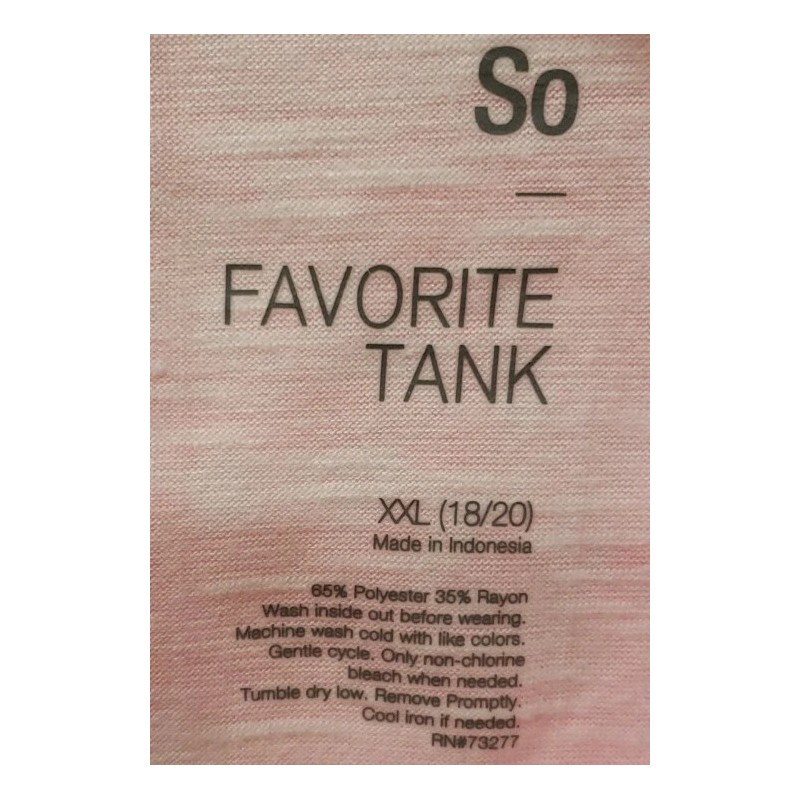 So
—
FAVORITE
TANK
XXL (18/20)
Made in Indonesia
65% Polyester 35% Rayon
Wash inside out before wearing.
Machine wash cold with like colors.
Gentle cycle. Only non-chlorine
bleach when needed.
Tumble dry low. Remove Promptly.
Cool iron if needed.
RN#73277